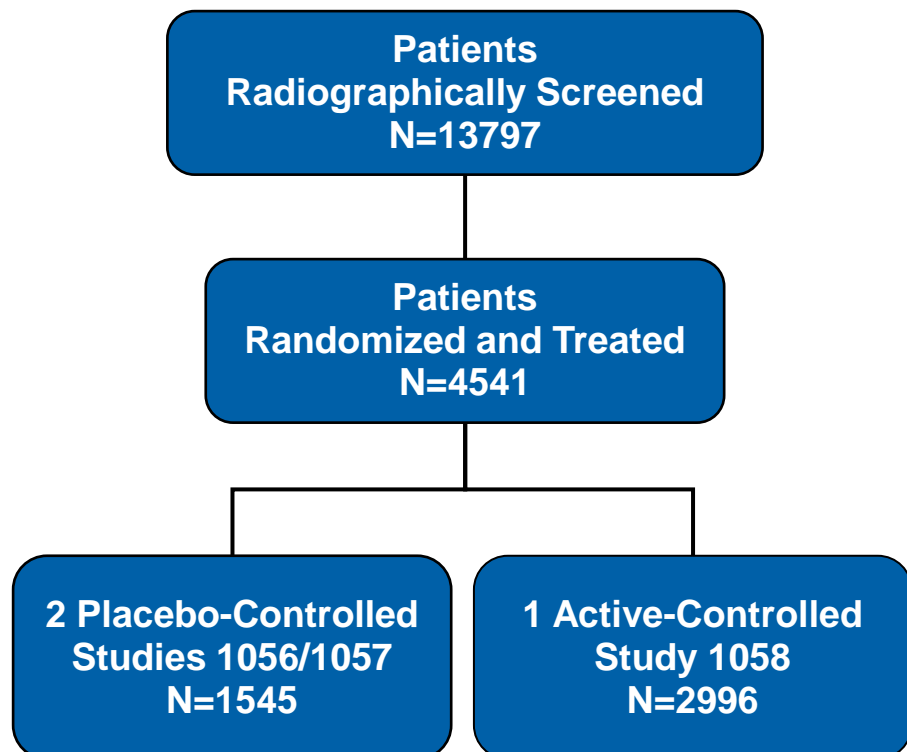 Patients
Radiographically Screened
N=13797
Patients
Randomized and Treated
N=4541
2 Placebo-Controlled
Studies 1056/1057
N=1545
1 Active-Controlled
Study 1058
N=2996